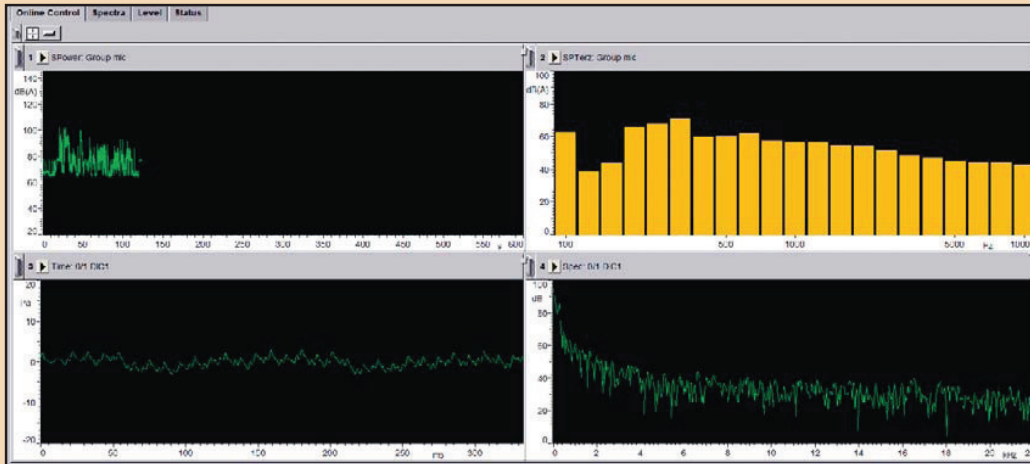 Online Control Spectra Level Status
1 SPower: Group mic
140
dB(A)
120
100
80
60
40
20
0 50 100 150 200 250 300 350 400 450 500 550 600
s
2 SPTerz: Group mic
100
dB(A)
60
40
20
0
100 500 1000 5000 Hz 1000
3 Time: 0/1 DIC1
20
Pa
10
0
-10
-20
0 50 100 150 200 250 300
4 Spec: 0/1 DIC1
100
dB
60
40
20
0
0 2 4 6 8 10 12 14 16 18 20 kHz